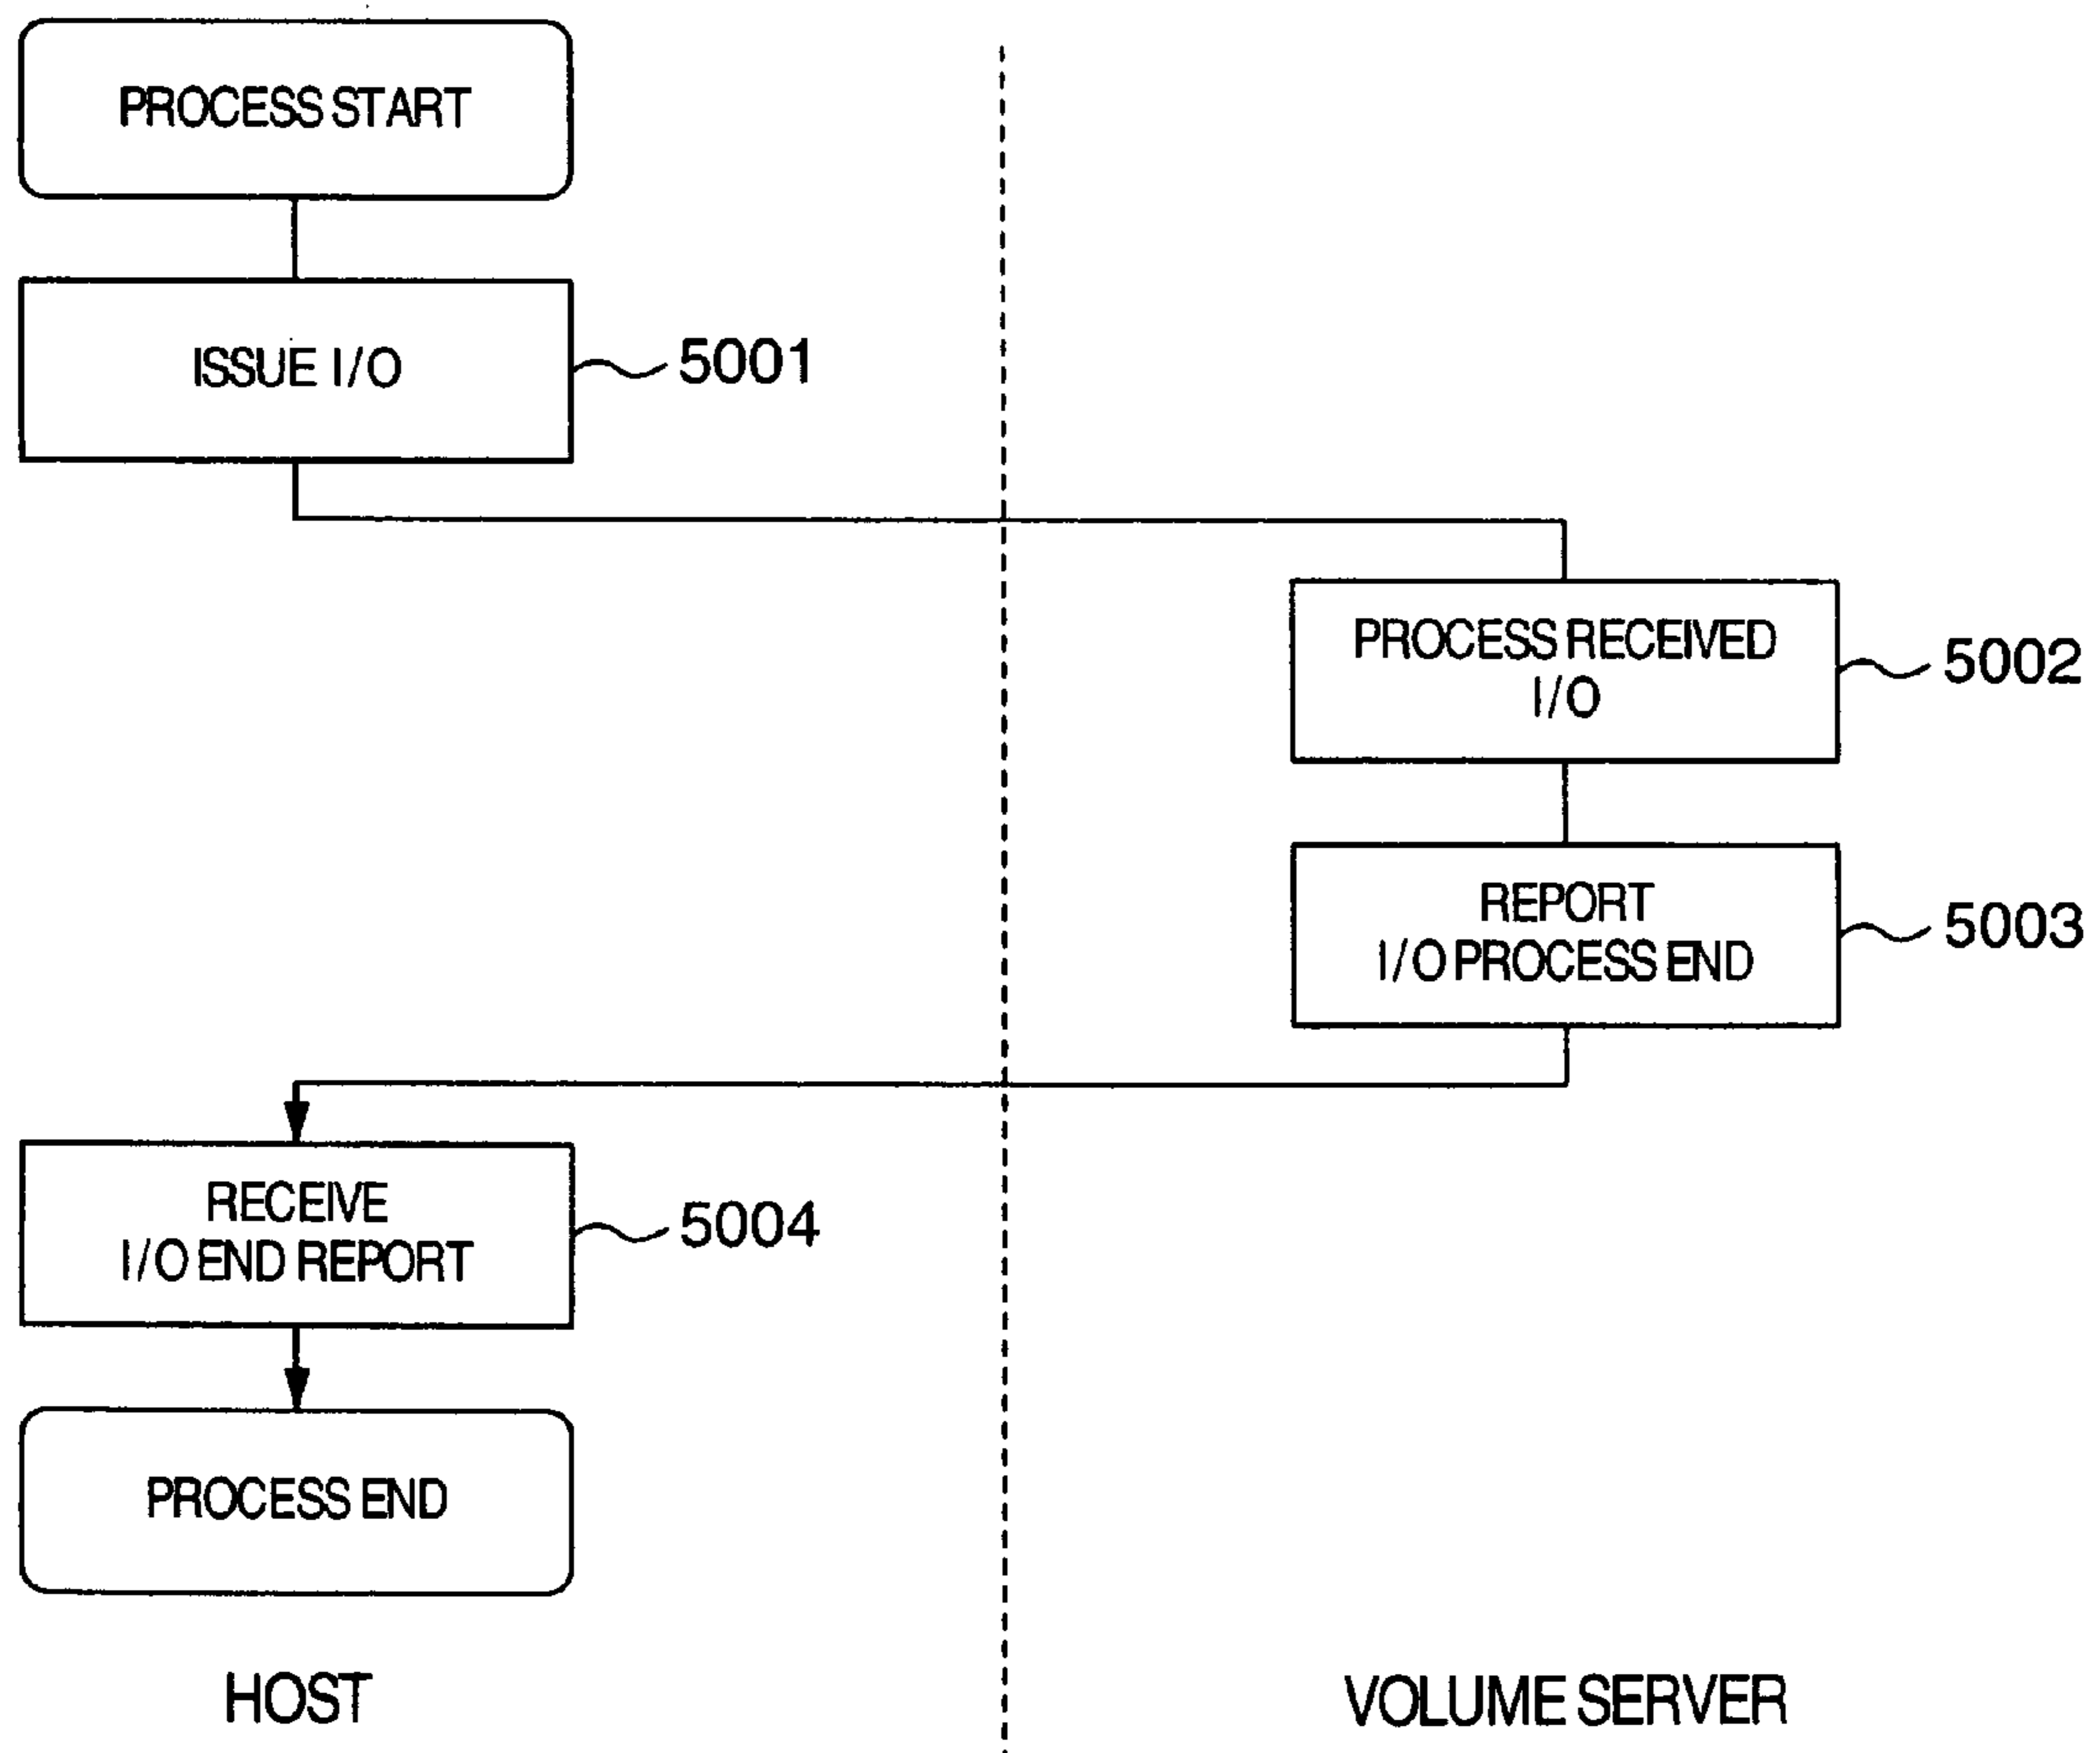 PROCESS START
ISSUE I/O
5001
PROCESS RECEIVED
I/O
5002
REPORT
I/O PROCESS END
5003
RECEIVE
I/O END REPORT
5004
PROCESS END
HOST
VOLUME SERVER